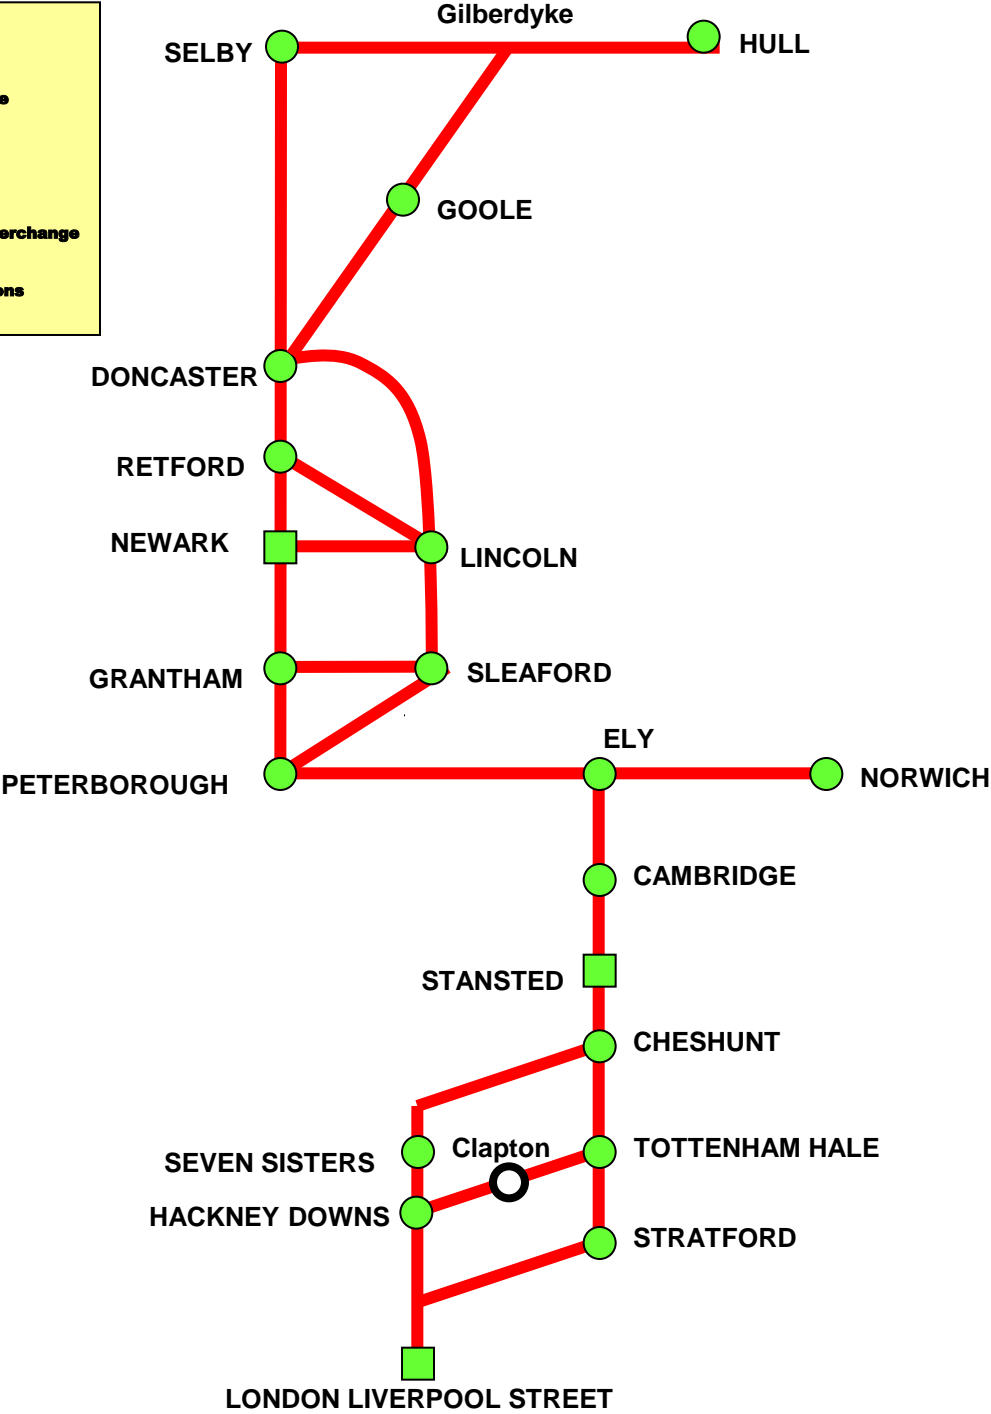 Gilberdyke
SELBY
HULL
GOOLE
DONCASTER
RETFORD
NEWARK
LINCOLN
GRANTHAM
SLEAFORD
ELY
PETERBOROUGH
NORWICH
CAMBRIDGE
STANSTED
CHESHUNT
Clapton
TOTTENHAM HALE
SEVEN SISTERS
HACKNEY DOWNS
STRATFORD
LONDON LIVERPOOL STREET